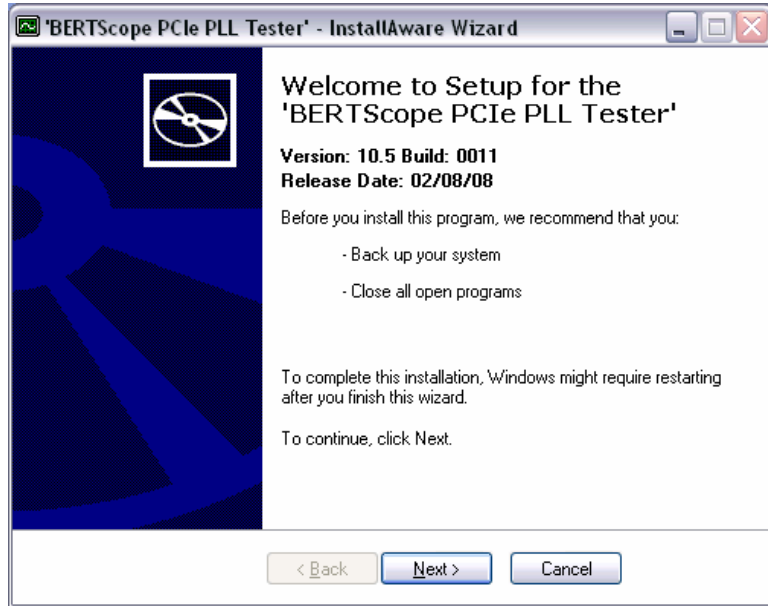 'BERTScope PCIe PLL Tester' - InstallAware Wizard
Welcome to Setup for the
'BERTScope PCIe PLL Tester'
Version: 10.5 Build: 0011
Release Date: 02/08/08
Before you install this program, we recommend that you:
- Back up your system
- Close all open programs
To complete this installation, Windows might require restarting
after you finish this wizard.
To continue, click Next.
< Back
Next >
Cancel